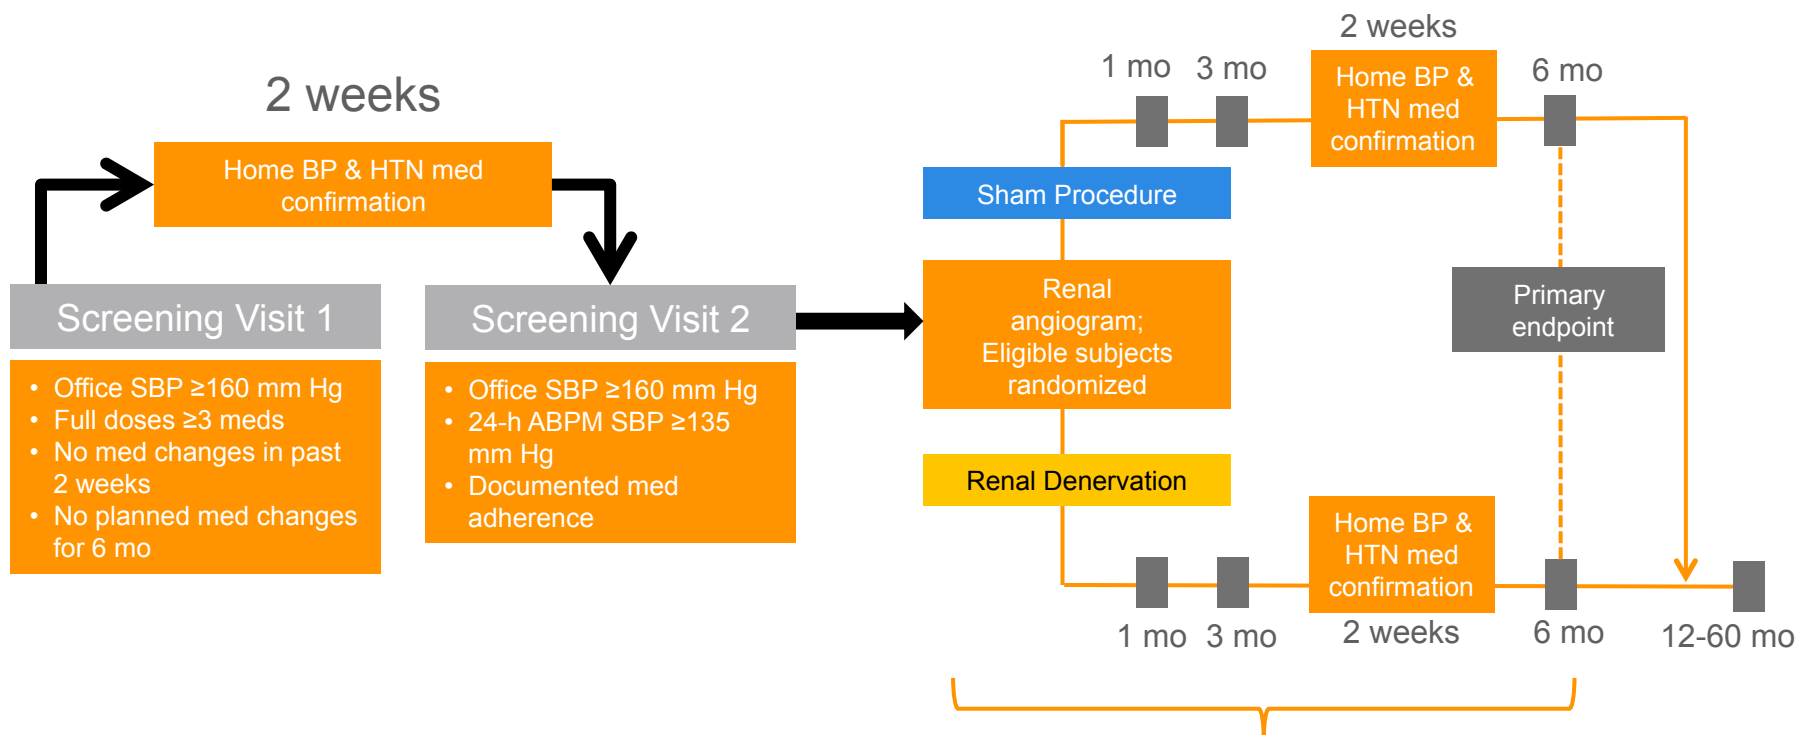 2 weeks
Home BP & HTN med
confirmation
Screening Visit 1
• Office SBP ≥160 mm Hg
• Full doses ≥3 meds
• No med changes in past
2 weeks
• No planned med changes
for 6 mo
Screening Visit 2
• Office SBP ≥160 mm Hg
• 24-h ABPM SBP ≥135
mm Hg
• Documented med
adherence
Sham Procedure
Renal
angiogram;
Eligible subjects
randomized
Renal Denervation
1 mo
3 mo
2 weeks
Home BP &
HTN med
confirmation
6 mo
Primary
endpoint
Home BP &
HTN med
confirmation
1 mo
3 mo
2 weeks
6 mo
12-60 mo